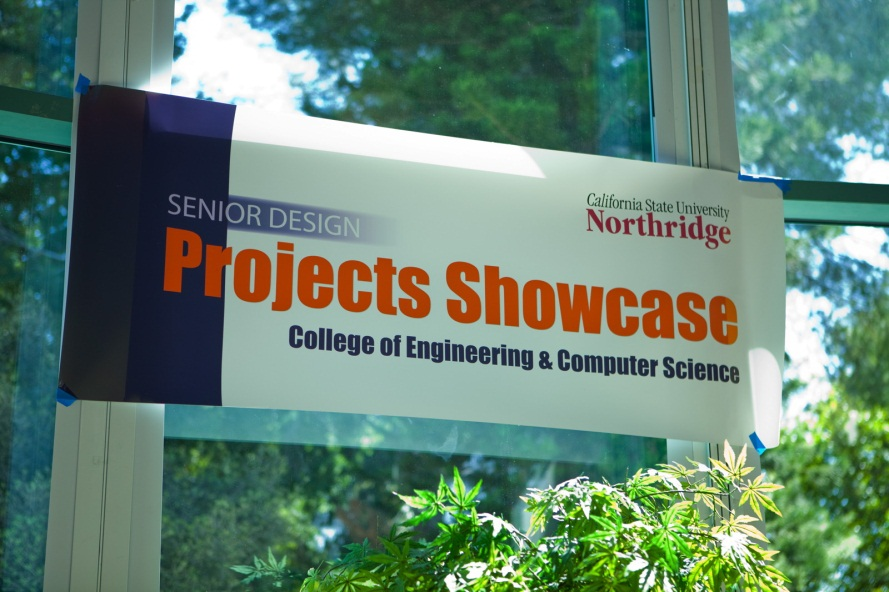 California State University
Northridge
SENIOR DESIGN
Projects Showcase
College of Engineering & Computer Science